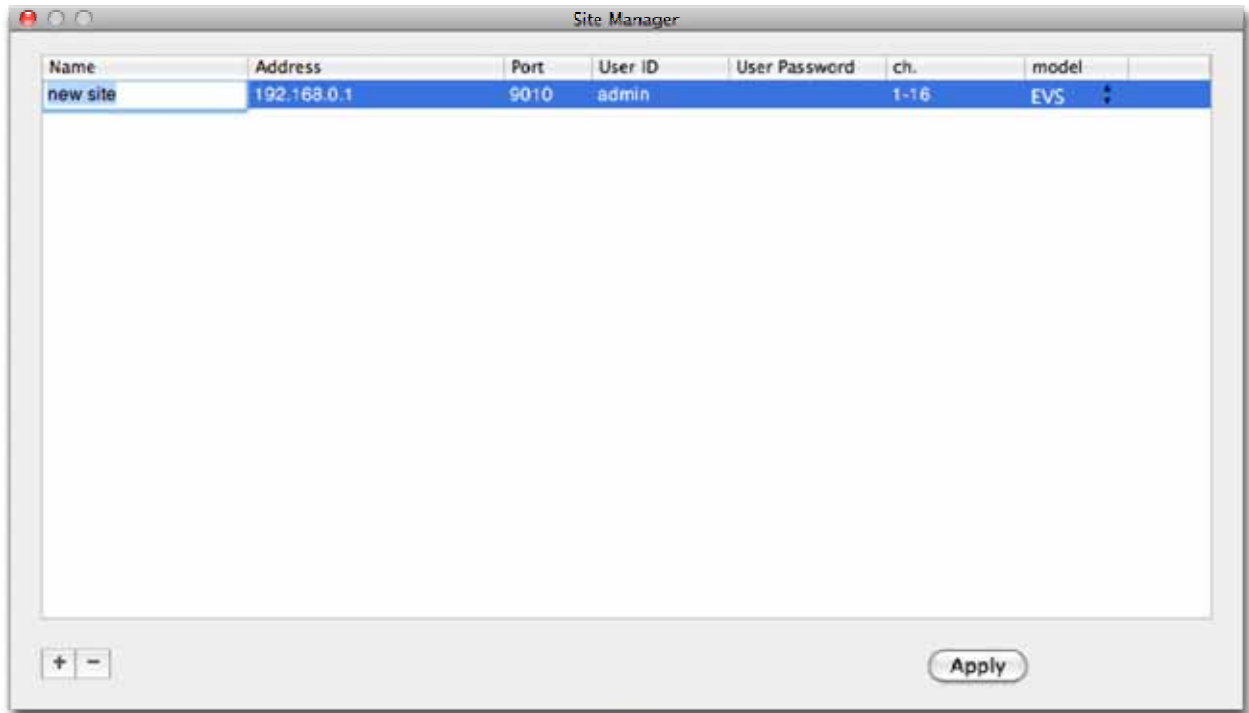 Site Manager
Name Address Port User ID User Password ch. model
new site 192.168.0.1 9010 admin 1-16 EVS
+ −
Apply